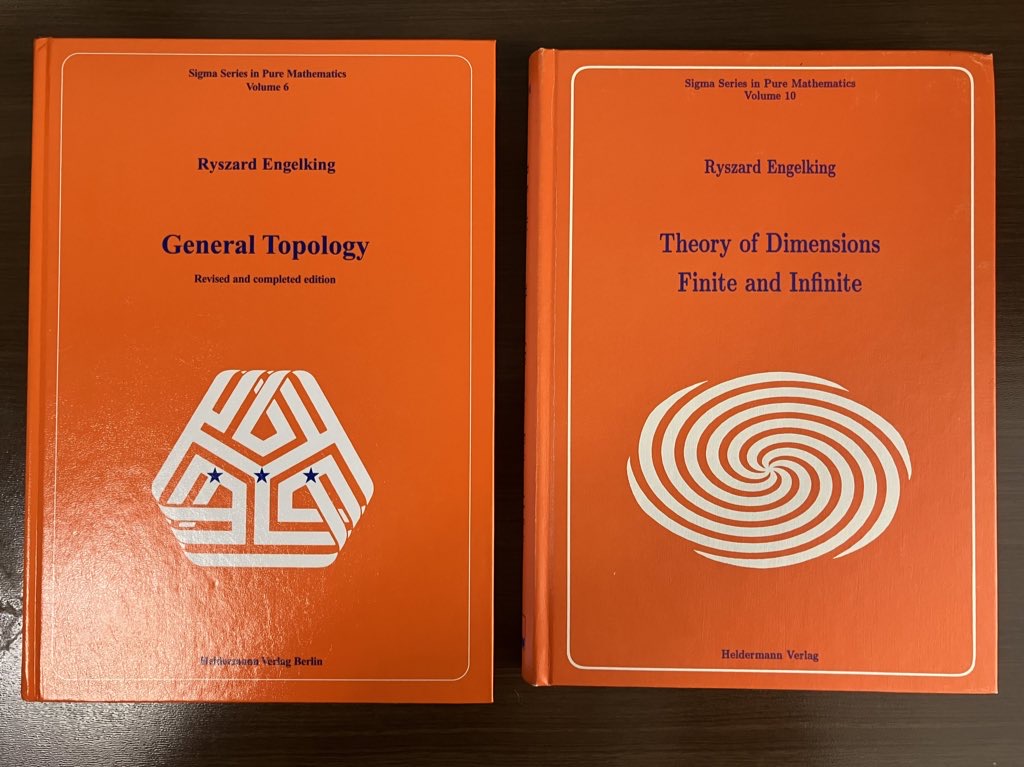 Sigma Series in Pure Mathematics
Volume 6
Ryszard Engelking
General Topology
Revised and completed edition
Heldermann Verlag Berlin
Sigma Series in Pure Mathematics
Volume 10
Ryszard Engelking
Theory of Dimensions
Finite and Infinite
Heldermann Verlag